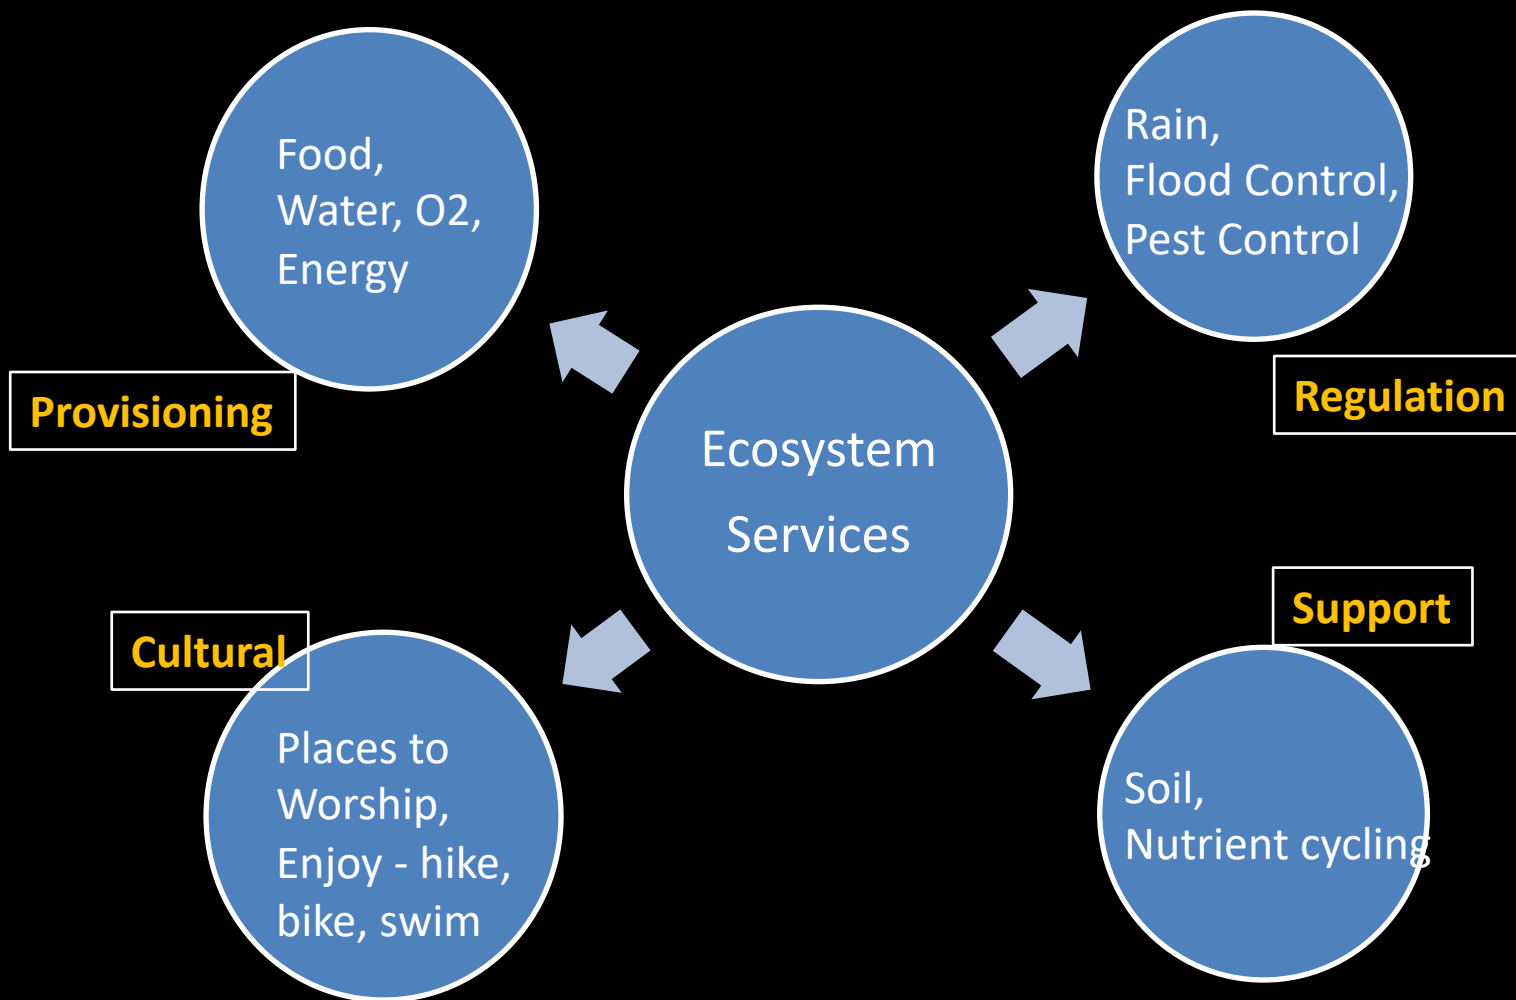 Food,
Water, O2,
Energy
Provisioning
Rain,
Flood Control,
Pest Control
Regulation
Ecosystem
Services
Cultural
Places to
Worship,
Enjoy - hike,
bike, swim
Support
Soil,
Nutrient cycling